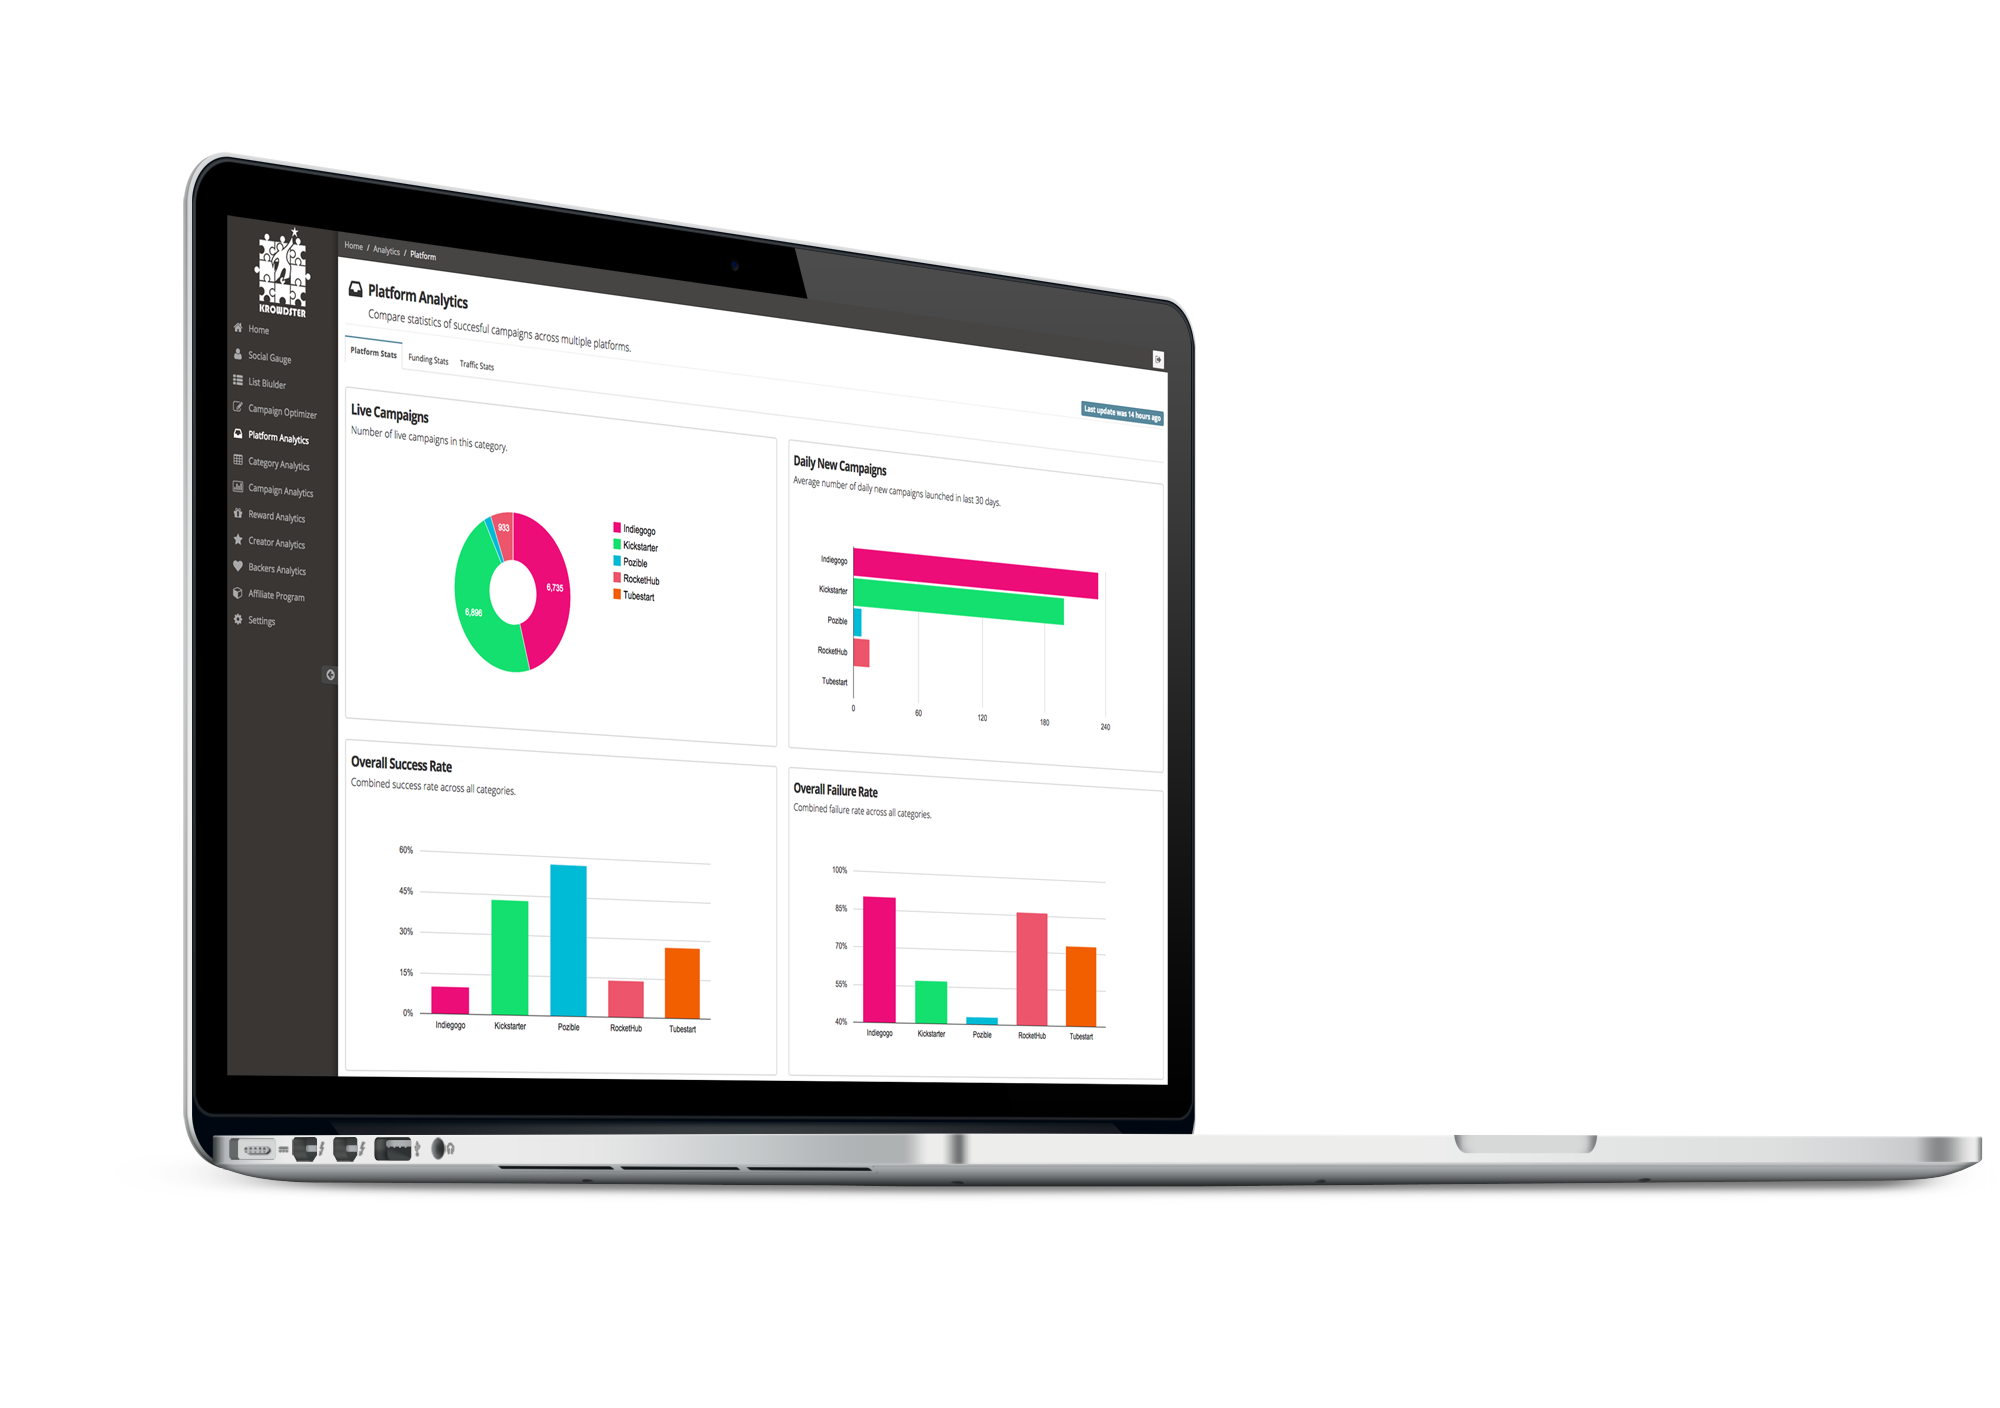 KROWDSTER
Home
Social Gauge
List Biulder
Campaign Optimizer
Platform Analytics
Category Analytics
Campaign Analytics
Reward Analytics
Creator Analytics
Backers Analytics
Affiliate Program
Settings
Home / Analytics / Platform
Platform Analytics
Compare statistics of succesful campaigns across multiple platforms.
Platform Stats Funding Stats Traffic Stats
Last update was 14 hours ago
Live Campaigns
Number of live campaigns in this category.
933
6,735
6,896
Indiegogo
Kickstarter
Pozible
RocketHub
Tubestart
Daily New Campaigns
Average number of daily new campaigns launched in last 30 days.
Indiegogo
Kickstarter
Pozible
RocketHub
Tubestart
0 60 120 180 240
Overall Success Rate
Combined success rate across all categories.
60%
45%
30%
15%
0%
Indiegogo Kickstarter Pozible RocketHub Tubestart
Overall Failure Rate
Combined failure rate across all categories.
100%
85%
70%
55%
40%
Indiegogo Kickstarter Pozible RocketHub Tubestart